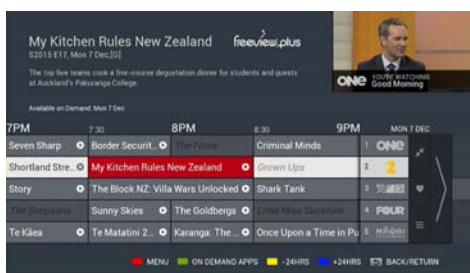 My Kitchen Rules New Zealand
freeview plus
S2015 E17, Mon 7 Dec,[G]
The top five teams cook a five-course degustation dinner for students and guests
at Auckland's Pakuranga College.
ONE YOU'RE WATCHING
Good Morning
Available on Demand: Mon 7 Dec
7PM 7 30 8PM 8 30 9PM MON 7 DEC
Seven Sharp Border Securit.. The Force Criminal Minds 1 ONE
Shortland Stre.. My Kitchen Rules New Zealand Grown Ups 2 2
Story The Block NZ: Villa Wars Unlocked Shark Tank 3
The Simpsons Sunny Skies The Goldbergs Little Miss Sunshine 4 FOUR
Te Kāea Te Matatini 2.. Karanga: The .. Once Upon a Time in Pu 5 MĀORI
MENU ON DEMAND APPS -24HRS +24HRS BACK/RETURN